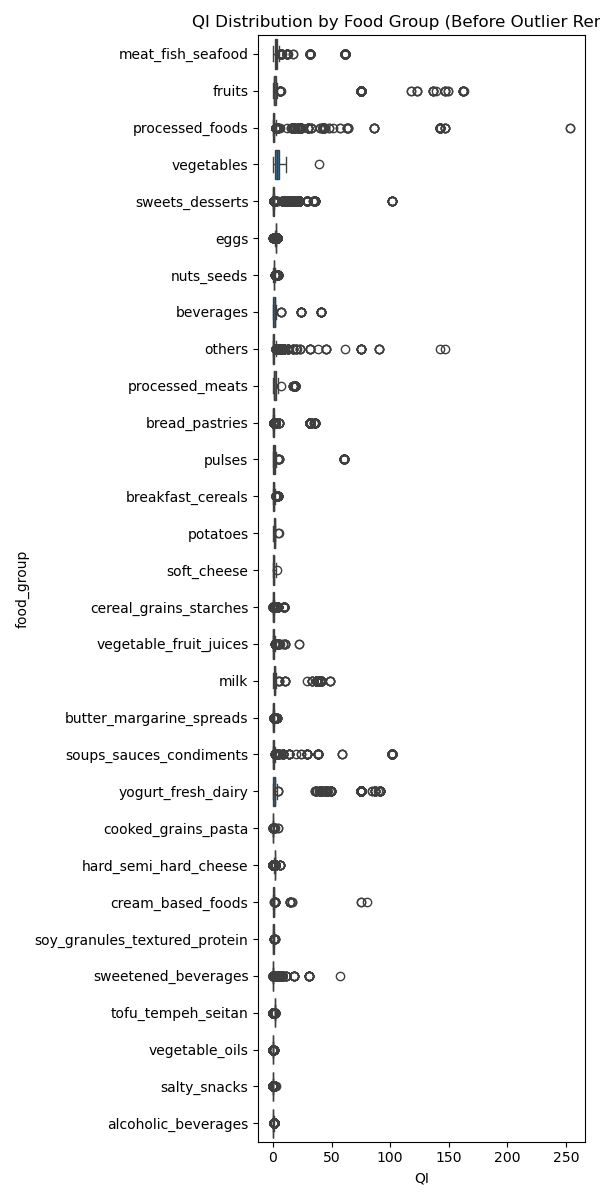 QI Distribution by Food Group (Before Outlier Rer
meat_fish_seafood
fruits
processed_foods
vegetables
sweets_desserts
eggs
nuts_seeds
beverages
others
processed_meats
bread_pastries
pulses
breakfast_cereals
potatoes
soft_cheese
cereal_grains_starches
vegetable_fruit_juices
milk
butter_margarine_spreads
soups_sauces_condiments
yogurt_fresh_dairy
cooked_grains_pasta
hard_semi_hard_cheese
cream_based_foods
soy_granules_textured_protein
sweetened_beverages
tofu_tempeh_seitan
vegetable_oils
salty_snacks
alcoholic_beverages
food_group
0 50 100 150 200 250
QI